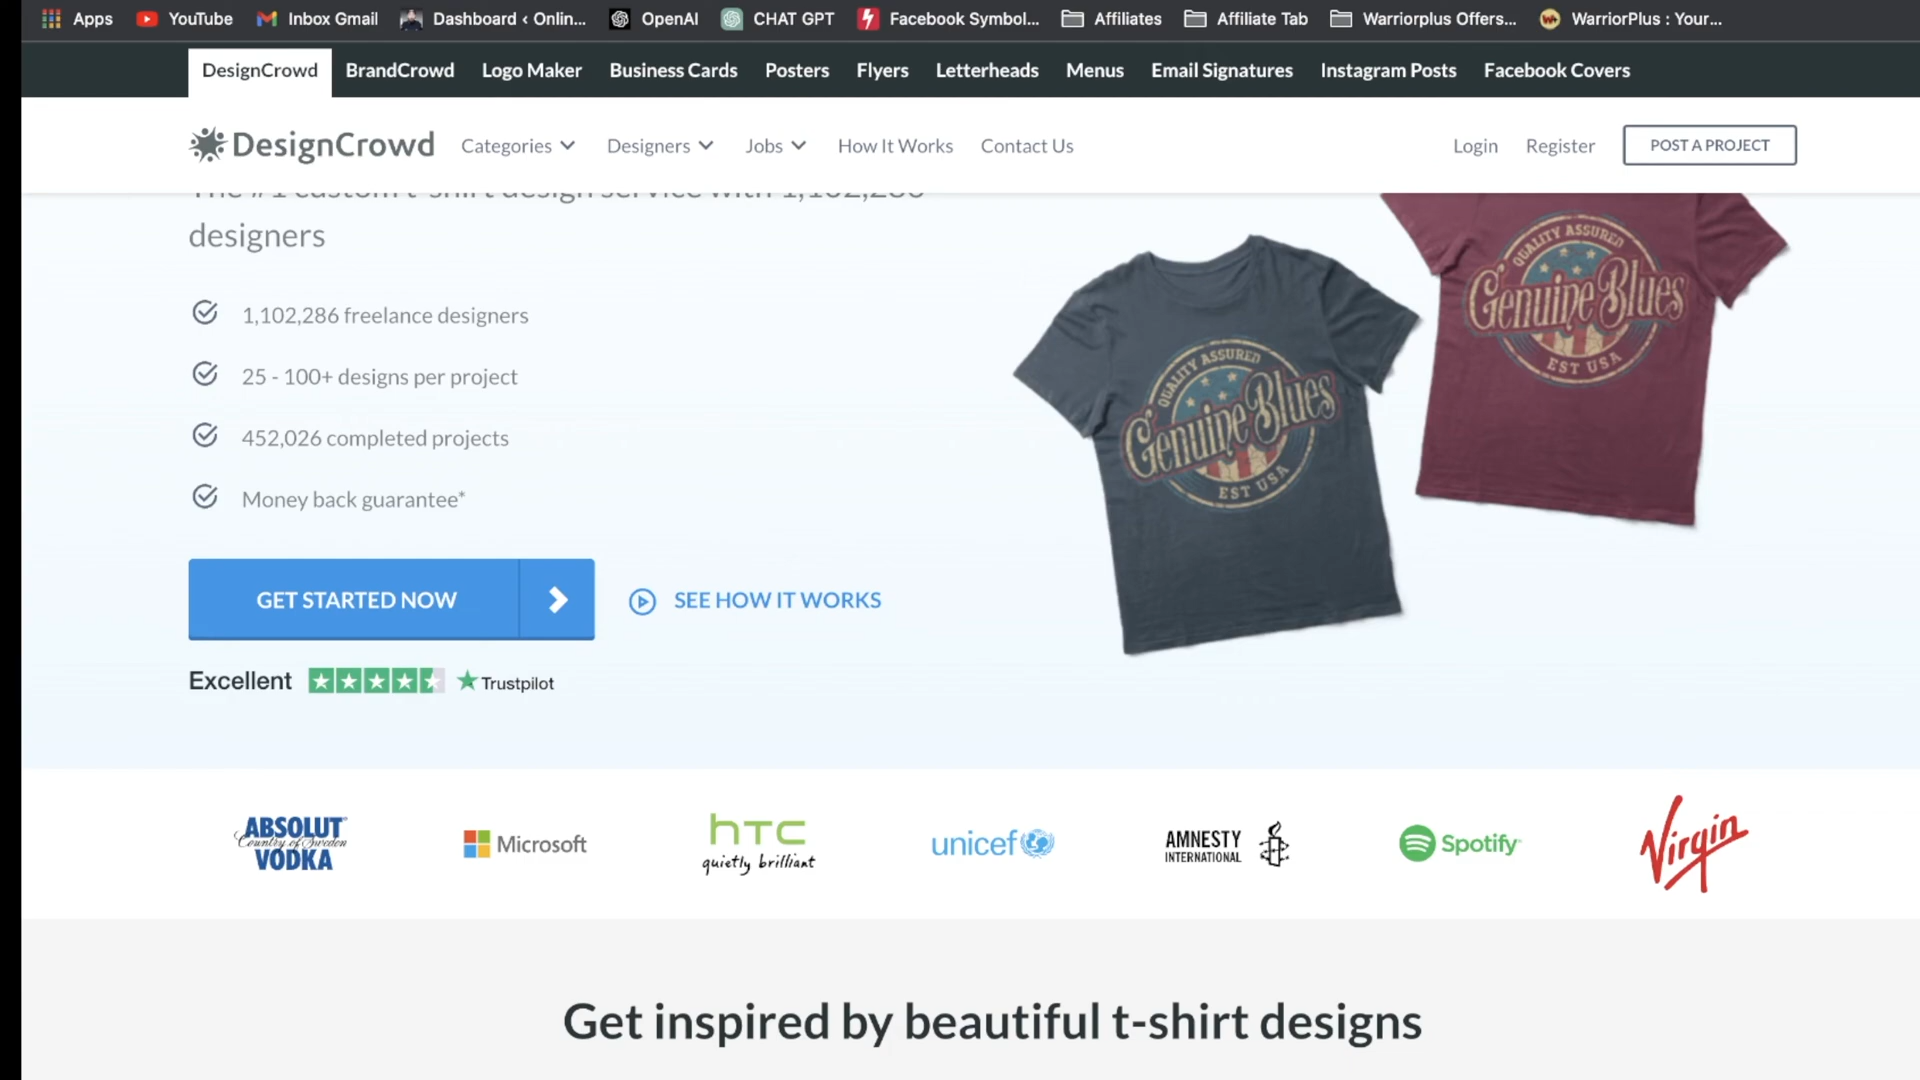 Apps YouTube Inbox Gmail Dashboard ‹ Onlin... OpenAI CHAT GPT Facebook Symbol... Affiliates Affiliate Tab Warriorplus Offers... WarriorPlus : Your...
DesignCrowd BrandCrowd Logo Maker Business Cards Posters Flyers Letterheads Menus Email Signatures Instagram Posts Facebook Covers
DesignCrowd Categories Designers Jobs How It Works Contact Us Login Register POST A PROJECT
The #1 custom t-shirt design service with 1,102,286
designers
1,102,286 freelance designers
25 - 100+ designs per project
452,026 completed projects
Money back guarantee*
QUALITY ASSURED
Genuine Blues
EST USA
QUALITY ASSURED
Genuine Blues
EST USA
GET STARTED NOW SEE HOW IT WORKS
Excellent Trustpilot
ABSOLUT
Country of Sweden
VODKA
Microsoft
hTC
quietly brilliant
unicef
AMNESTY
INTERNATIONAL
Spotify
Virgin
Get inspired by beautiful t-shirt designs